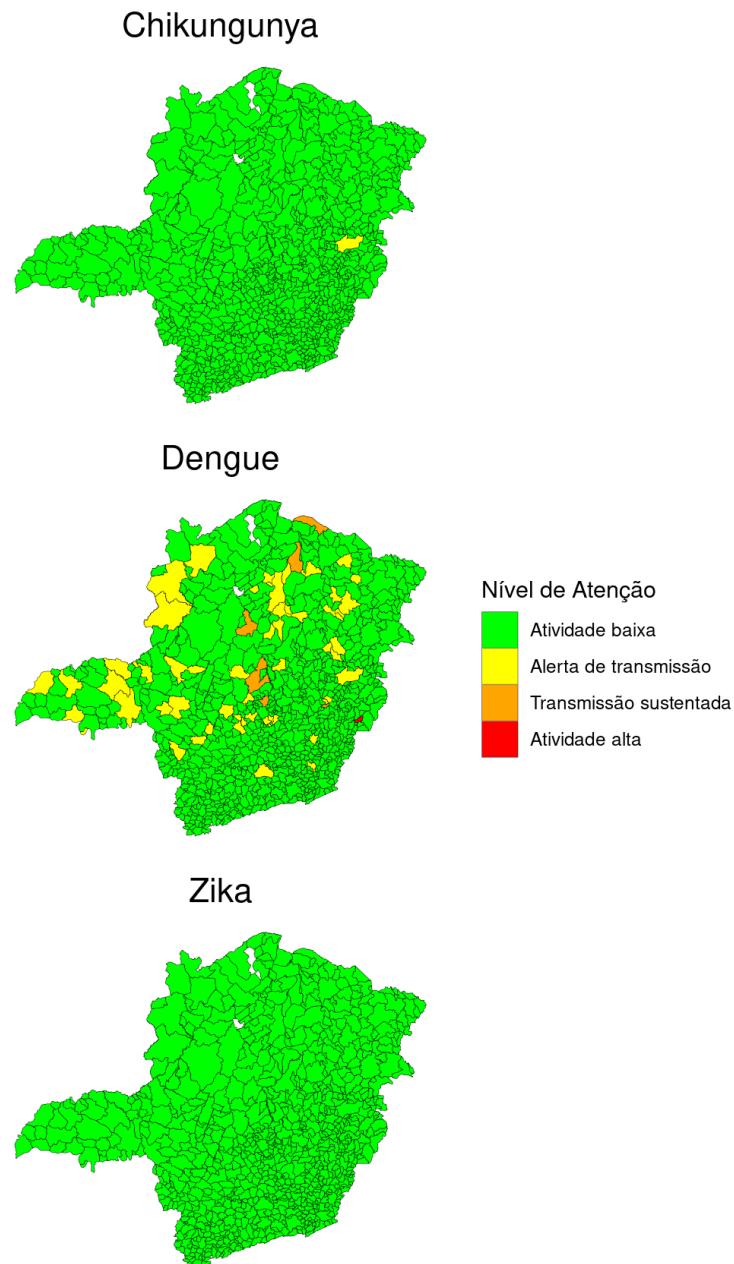 Chikungunya
Dengue
Nível de Atenção
Atividade baixa
Alerta de transmissão
Transmissão sustentada
Atividade alta
Zika